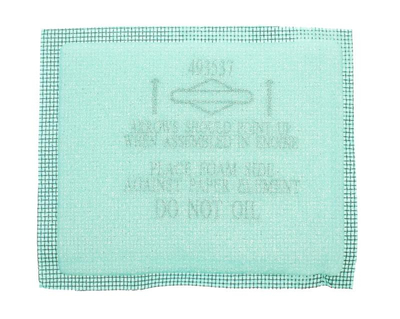 493537
ARROWS SHOULD POINT UP
WHEN ASSEMBLED IN ENGINE
PLACE FOAM SIDE
AGAINST PAPER ELEMENT
DO NOT OIL